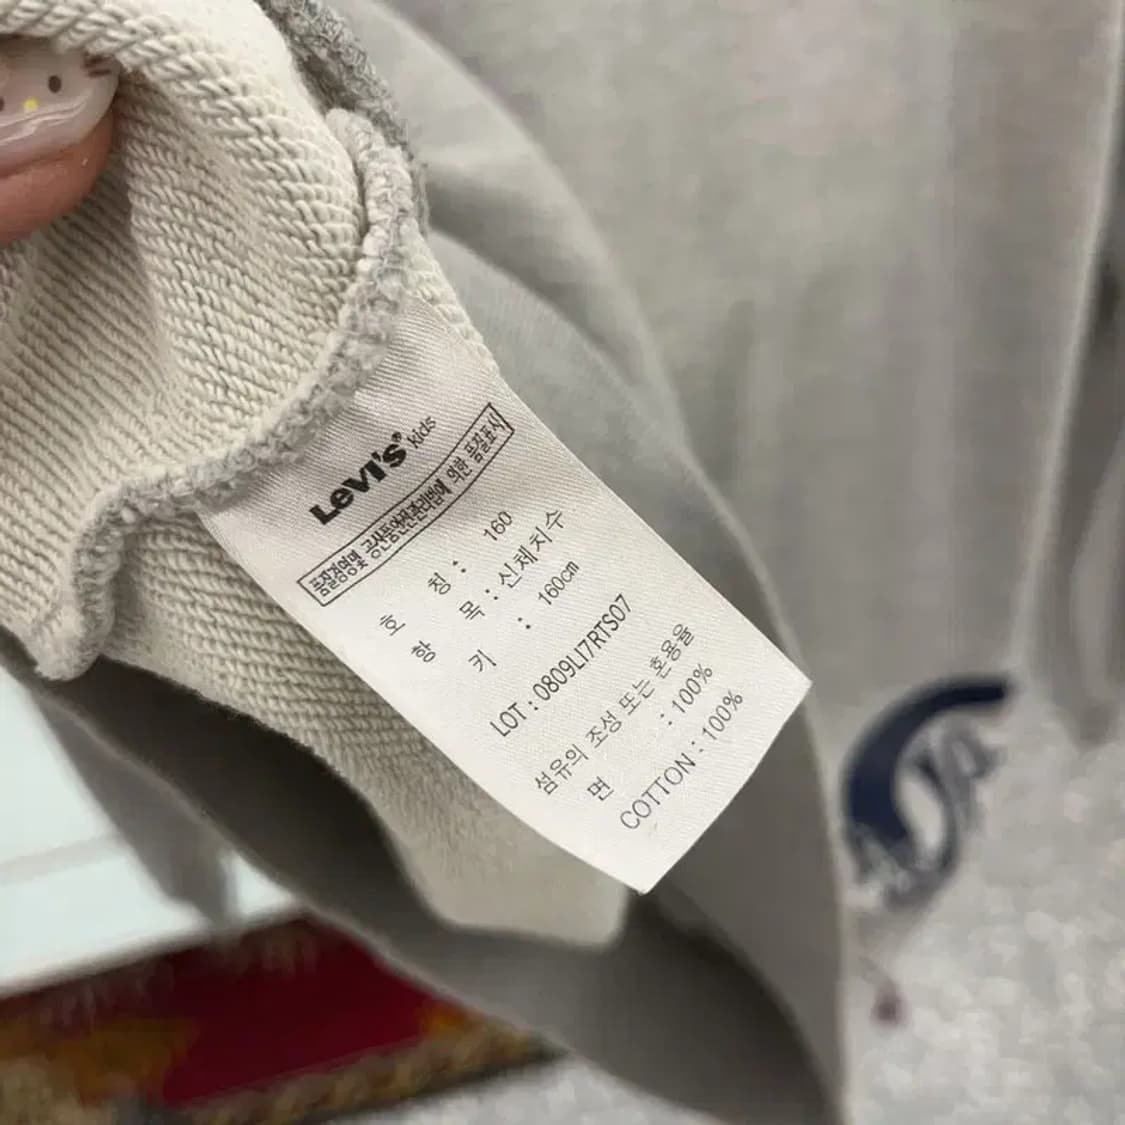 Levi's® kids
품질경영및 공산품안전관리법에 의한 품질표시
호 칭 : 160
항 목 : 신체치수
키 : 160cm
LOT : 0809LI7RTS07
섬유의 조성 또는 혼용율
면 : 100%
COTTON : 100%